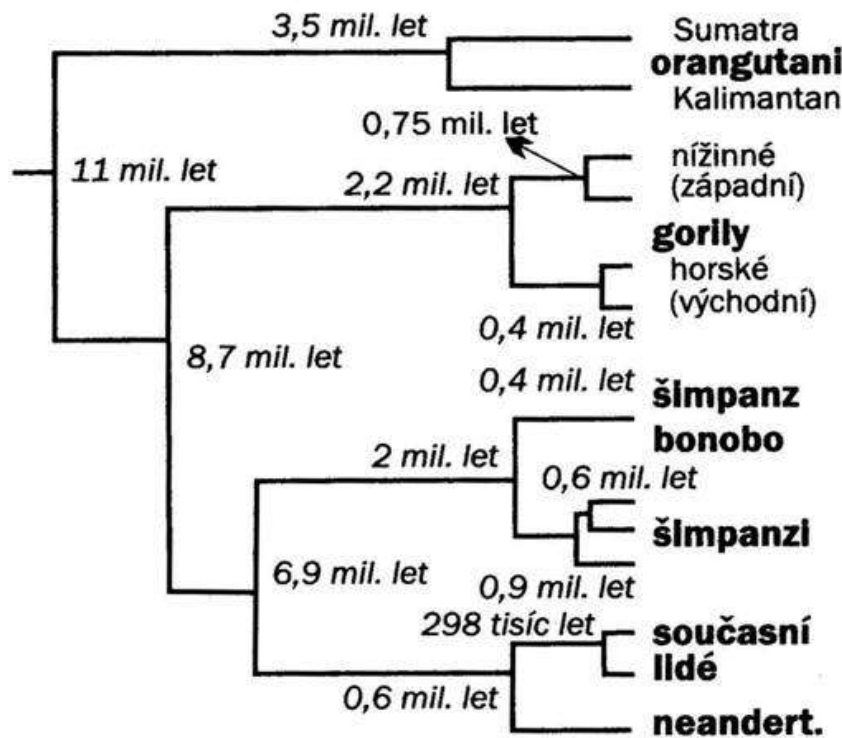 3,5 mil. let
Sumatra
orangutani
Kalimantan
0,75 mil. let
11 mil. let
2,2 mil. let
nížinné
(západní)
gorily
horské
(východní)
0,4 mil. let
8,7 mil. let
0,4 mil. let
šimpanz
bonobo
2 mil. let
0,6 mil. let
šimpanzi
6,9 mil. let
0,9 mil. let
298 tisíc let
současní
lidé
0,6 mil. let
neandert.